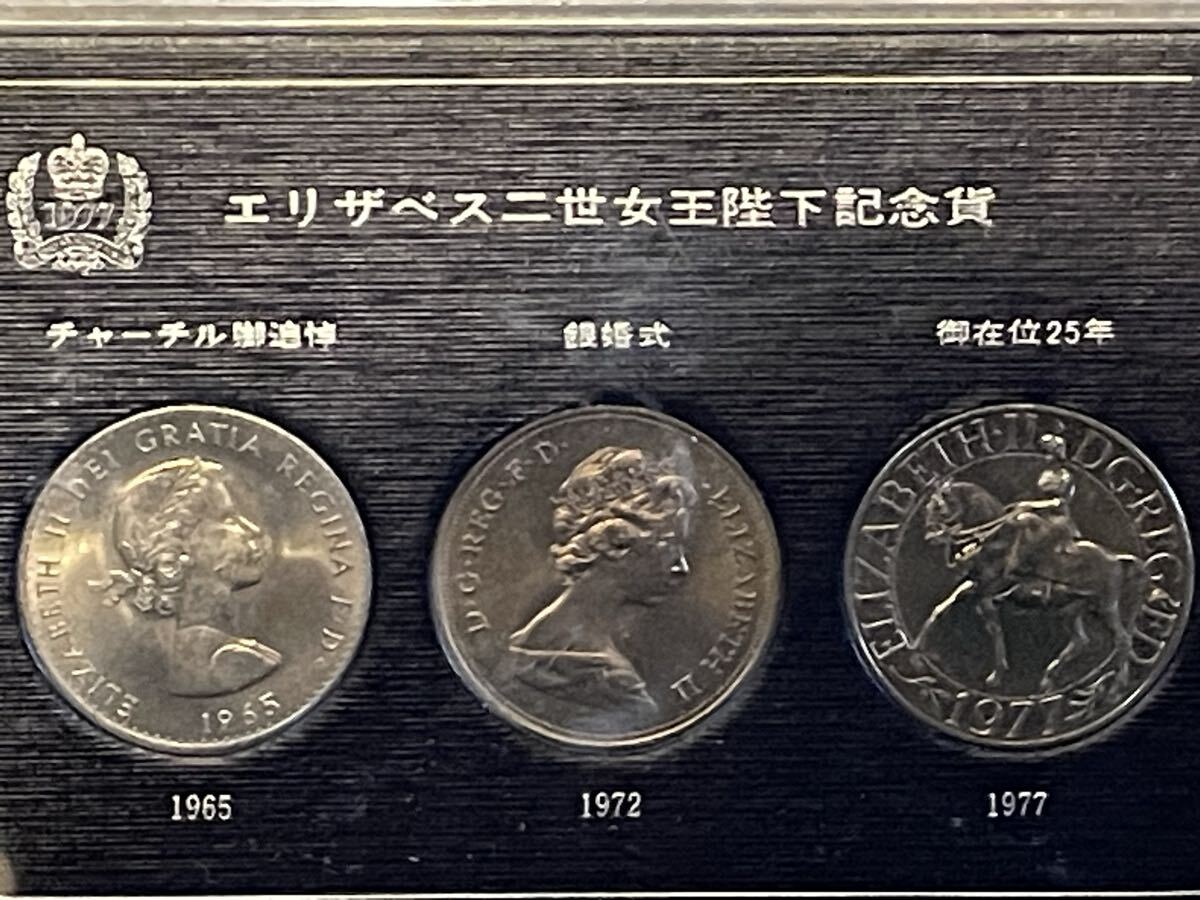 1977
エリザベス二世女王陛下記念貨
チャーチル卿追悼
銀婚式
御在位25年
ELIZABETH II DEI GRATIA REGINA F.D.
1965
D·G·REG·F·D· ·ELIZABETH II
ELIZABETH·II DG·REG·FD
1977
1965
1972
1977